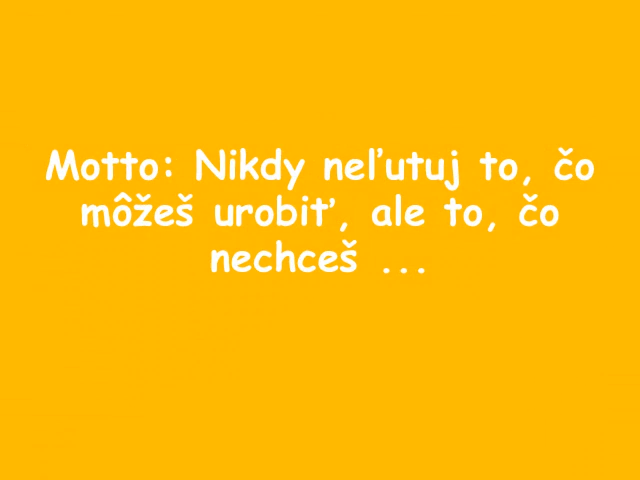 Motto: Nikdy neľutuj to, čo
môžeš urobiť, ale to, čo
nechceš ...